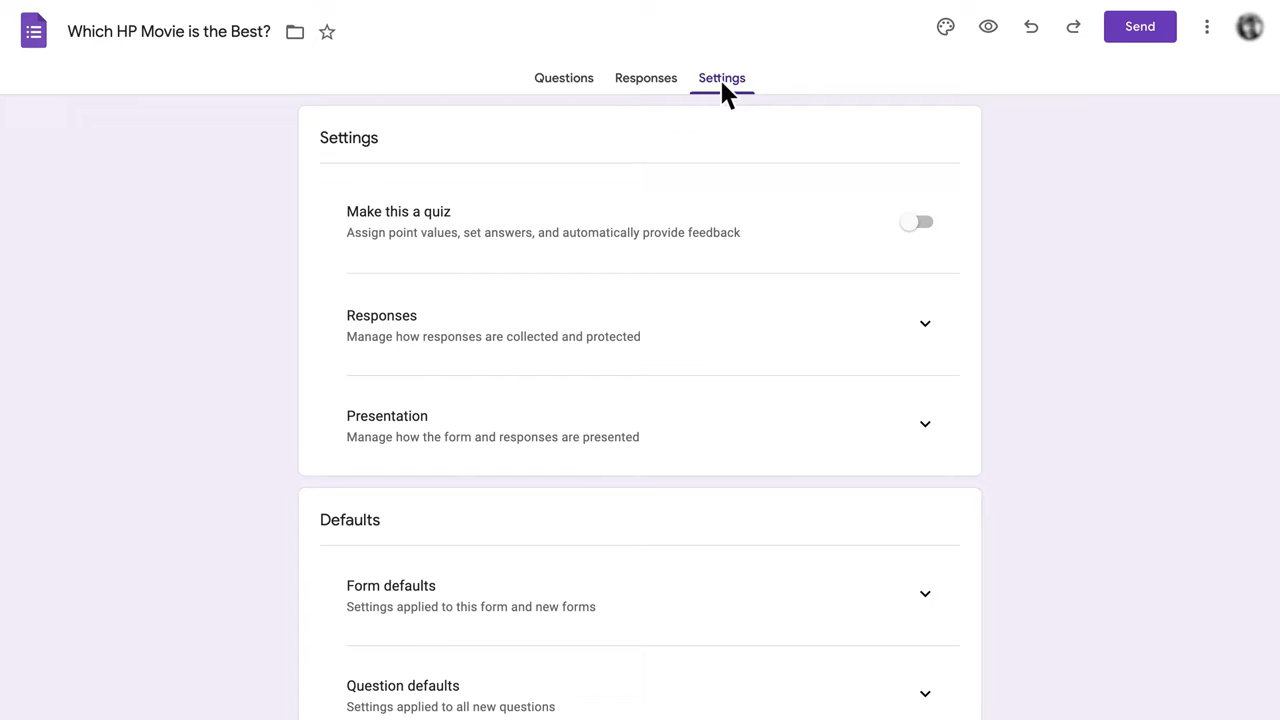 Which HP Movie is the Best?
Send
Questions Responses Settings
Settings
Make this a quiz
Assign point values, set answers, and automatically provide feedback
Responses
Manage how responses are collected and protected
Presentation
Manage how the form and responses are presented
Defaults
Form defaults
Settings applied to this form and new forms
Question defaults
Settings applied to all new questions